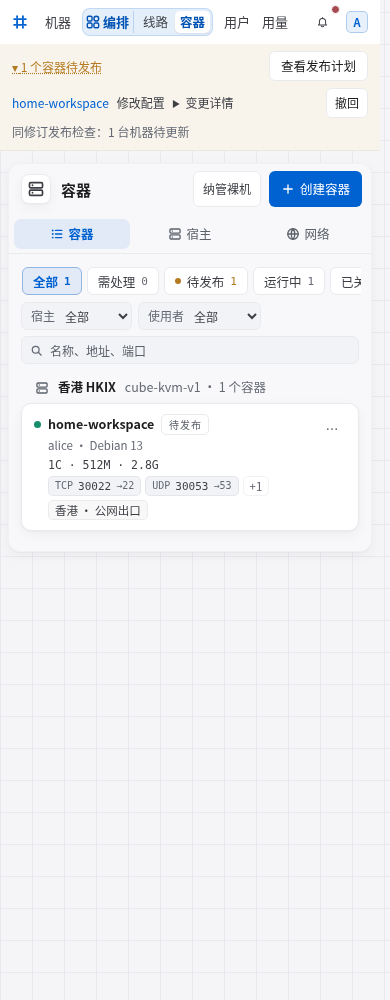 机器 编排 线路 容器 用户 用量 A
▾ 1 个容器待发布 查看发布计划
home-workspace 修改配置 ▶ 变更详情 撤回
同修订发布检查：1 台机器待更新
容器 纳管裸机 + 创建容器
容器 宿主 网络
全部 1 需处理 0 待发布 1 运行中 1
宿主 全部 使用者 全部
名称、地址、端口
香港 HKIX cube-kvm-v1 • 1 个容器
home-workspace 待发布 …
alice • Debian 13
1C · 512M · 2.8G
TCP 30022 →22 UDP 30053 →53 +1
香港 • 公网出口